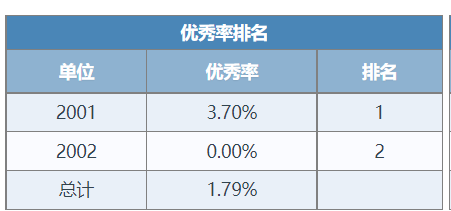 优秀率排名
单位 优秀率 排名
2001 3.70% 1
2002 0.00% 2
总计 1.79%